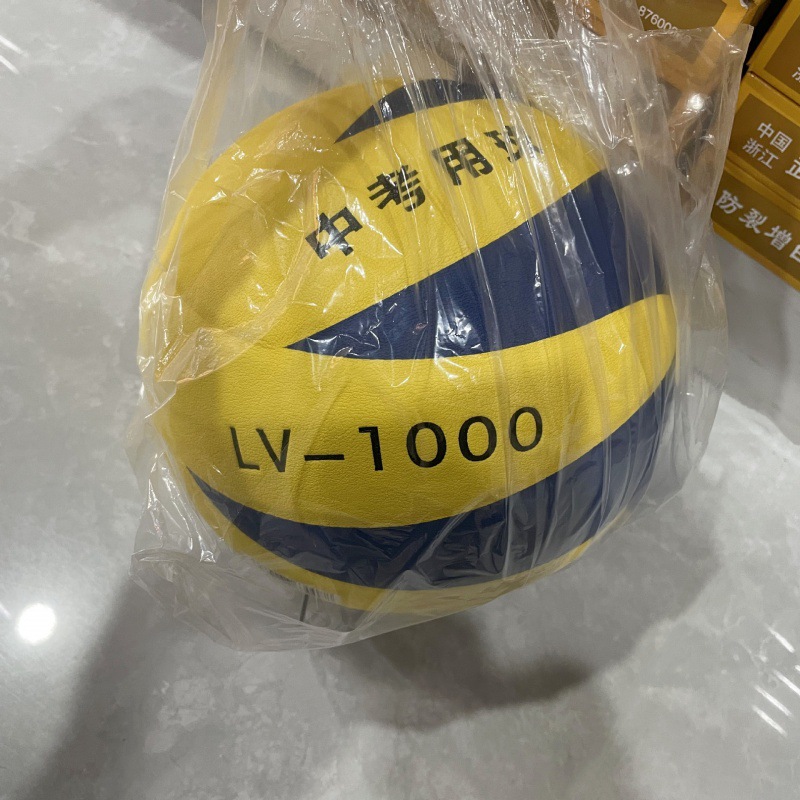 中考用球
LV-1000
中国
浙江
防裂增